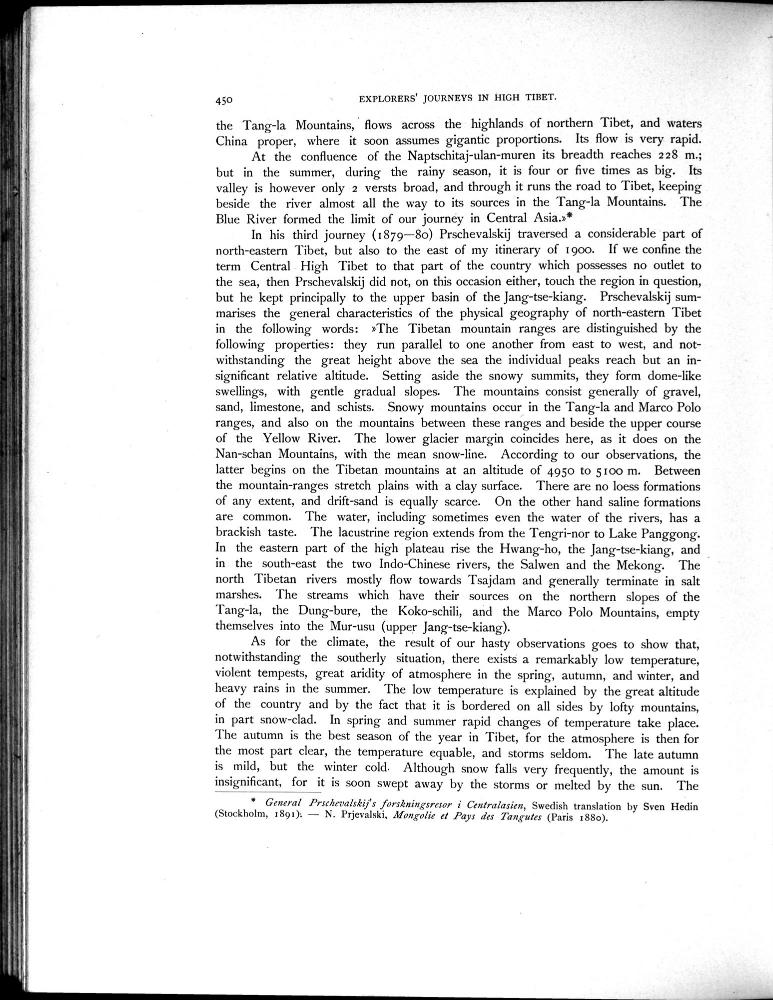 450 EXPLORERS' JOURNEYS IN HIGH TIBET.
the Tang-la Mountains, flows across the highlands of northern Tibet, and waters
China proper, where it soon assumes gigantic proportions. Its flow is very rapid.
At the confluence of the Naptschitaj-ulan-muren its breadth reaches 228 m.;
but in the summer, during the rainy season, it is four or five times as big. Its
valley is however only 2 versts broad, and through it runs the road to Tibet, keeping
beside the river almost all the way to its sources in the Tang-la Mountains. The
Blue River formed the limit of our journey in Central Asia.»*
In his third journey (1879—80) Prschevalskij traversed a considerable part of
north-eastern Tibet, but also to the east of my itinerary of 1900. If we confine the
term Central High Tibet to that part of the country which possesses no outlet to
the sea, then Prschevalskij did not, on this occasion either, touch the region in question,
but he kept principally to the upper basin of the Jang-tse-kiang. Prschevalskij sum-
marises the general characteristics of the physical geography of north-eastern Tibet
in the following words: »The Tibetan mountain ranges are distinguished by the
following properties: they run parallel to one another from east to west, and not-
withstanding the great height above the sea the individual peaks reach but an in-
significant relative altitude. Setting aside the snowy summits, they form dome-like
swellings, with gentle gradual slopes. The mountains consist generally of gravel,
sand, limestone, and schists. Snowy mountains occur in the Tang-la and Marco Polo
ranges, and also on the mountains between these ranges and beside the upper course
of the Yellow River. The lower glacier margin coincides here, as it does on the
Nan-schan Mountains, with the mean snow-line. According to our observations, the
latter begins on the Tibetan mountains at an altitude of 4950 to 5100 m. Between
the mountain-ranges stretch plains with a clay surface. There are no loess formations
of any extent, and drift-sand is equally scarce. On the other hand saline formations
are common. The water, including sometimes even the water of the rivers, has a
brackish taste. The lacustrine region extends from the Tengri-nor to Lake Panggong.
In the eastern part of the high plateau rise the Hwang-ho, the Jang-tse-kiang, and
in the south-east the two Indo-Chinese rivers, the Salwen and the Mekong. The
north Tibetan rivers mostly flow towards Tsajdam and generally terminate in salt
marshes. The streams which have their sources on the northern slopes of the
Tang-la, the Dung-bure, the Koko-schili, and the Marco Polo Mountains, empty
themselves into the Mur-usu (upper Jang-tse-kiang).
As for the climate, the result of our hasty observations goes to show that,
notwithstanding the southerly situation, there exists a remarkably low temperature,
violent tempests, great aridity of atmosphere in the spring, autumn, and winter, and
heavy rains in the summer. The low temperature is explained by the great altitude
of the country and by the fact that it is bordered on all sides by lofty mountains,
in part snow-clad. In spring and summer rapid changes of temperature take place.
The autumn is the best season of the year in Tibet, for the atmosphere is then for
the most part clear, the temperature equable, and storms seldom. The late autumn
is mild, but the winter cold. Although snow falls very frequently, the amount is
insignificant, for it is soon swept away by the storms or melted by the sun. The
* General Prschevalskij's forskningsresor i Centralasien, Swedish translation by Sven Hedin
(Stockholm, 1891); — N. Prjevalski, Mongolie et Pays des Tangutes (Paris 1880).